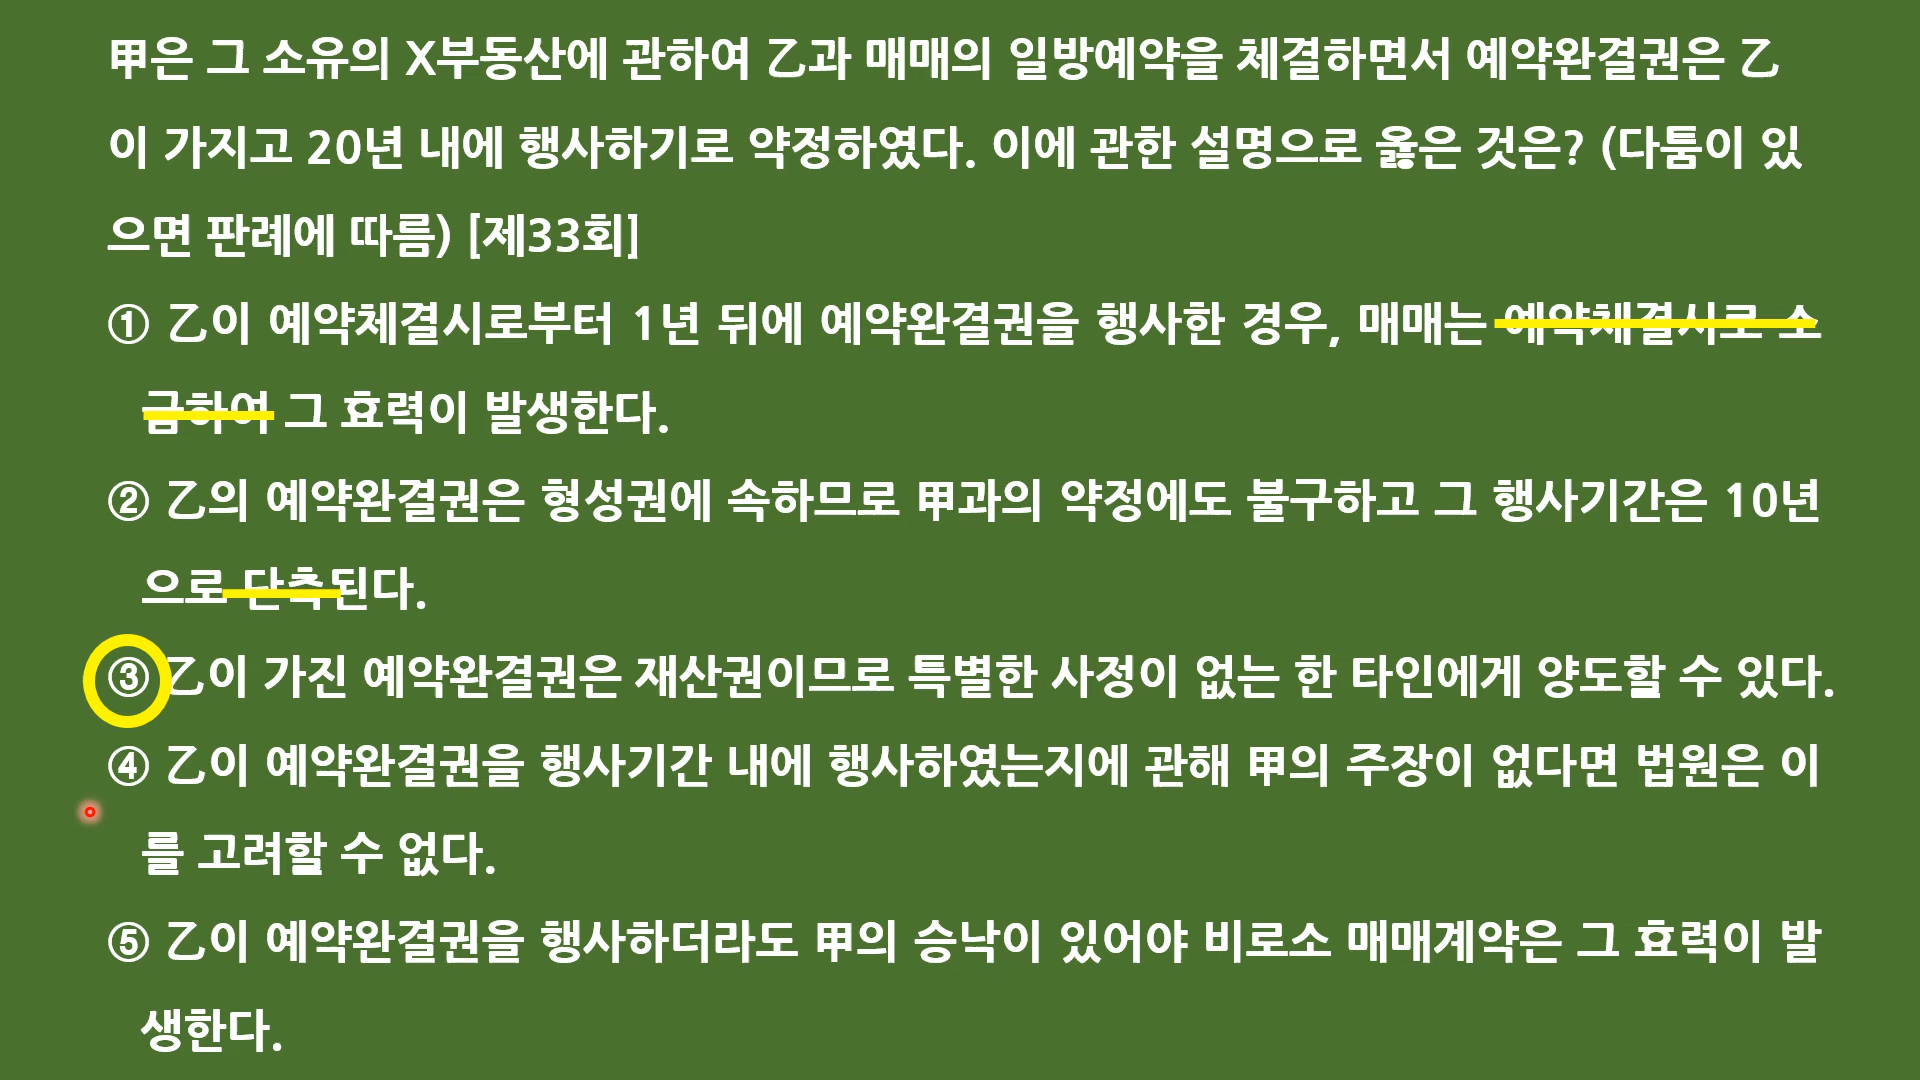 甲은 그 소유의 X부동산에 관하여 乙과 매매의 일방예약을 체결하면서 예약완결권은 乙
이 가지고 20년 내에 행사하기로 약정하였다. 이에 관한 설명으로 옳은 것은? (다툼이 있
으면 판례에 따름) [제33회]
① 乙이 예약체결시로부터 1년 뒤에 예약완결권을 행사한 경우, 매매는 예약체결시로 소
급하여 그 효력이 발생한다.
② 乙의 예약완결권은 형성권에 속하므로 甲과의 약정에도 불구하고 그 행사기간은 10년
으로 단축된다.
③ 乙이 가진 예약완결권은 재산권이므로 특별한 사정이 없는 한 타인에게 양도할 수 있다.
④ 乙이 예약완결권을 행사기간 내에 행사하였는지에 관해 甲의 주장이 없다면 법원은 이
를 고려할 수 없다.
⑤ 乙이 예약완결권을 행사하더라도 甲의 승낙이 있어야 비로소 매매계약은 그 효력이 발
생한다.